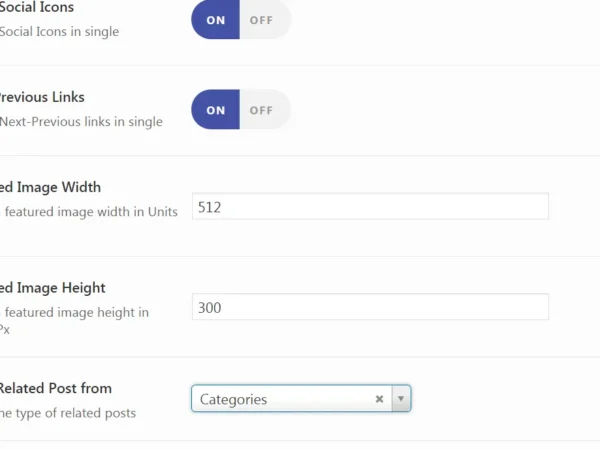 Social Icons
Social Icons in single
ON OFF
Previous Links
Next-Previous links in single
ON OFF
ed Image Width
featured image width in Units
512
ed Image Height
featured image height in
Px
300
Related Post from
he type of related posts
Categories